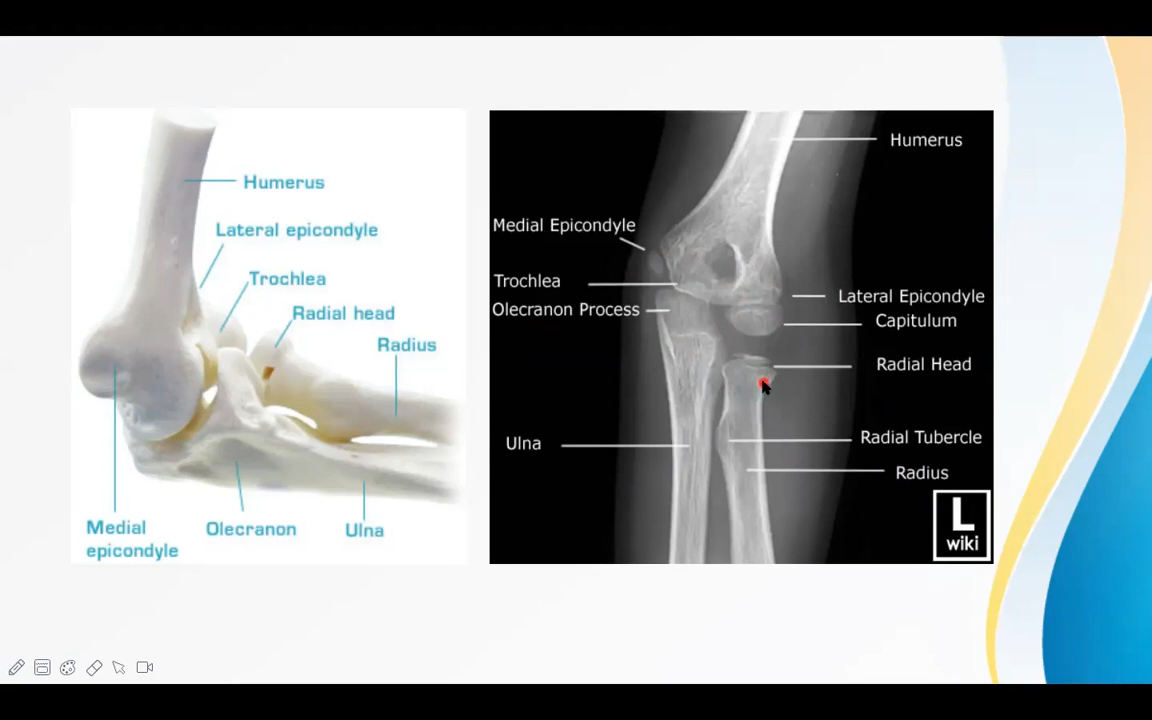 Humerus
Lateral epicondyle
Trochlea
Radial head
Radius
Medial
epicondyle
Olecranon
Ulna
Humerus
Medial Epicondyle
Trochlea
Lateral Epicondyle
Olecranon Process
Capitulum
Radial Head
Ulna
Radial Tubercle
Radius
L
wiki